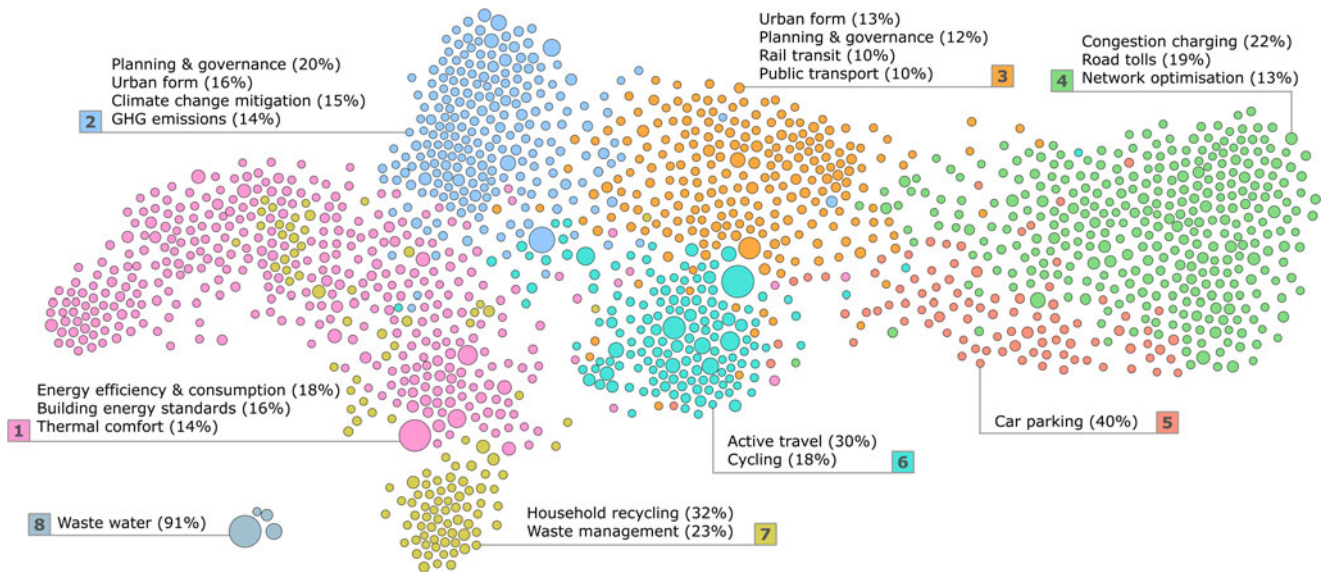 Planning & governance (20%)
Urban form (16%)
Climate change mitigation (15%)
2 GHG emissions (14%)
Urban form (13%)
Planning & governance (12%)
Rail transit (10%)
Public transport (10%) 3
Congestion charging (22%)
Road tolls (19%)
4 Network optimisation (13%)
Energy efficiency & consumption (18%)
Building energy standards (16%)
1 Thermal comfort (14%)
Car parking (40%) 5
Active travel (30%)
Cycling (18%) 6
8 Waste water (91%)
Household recycling (32%)
Waste management (23%) 7